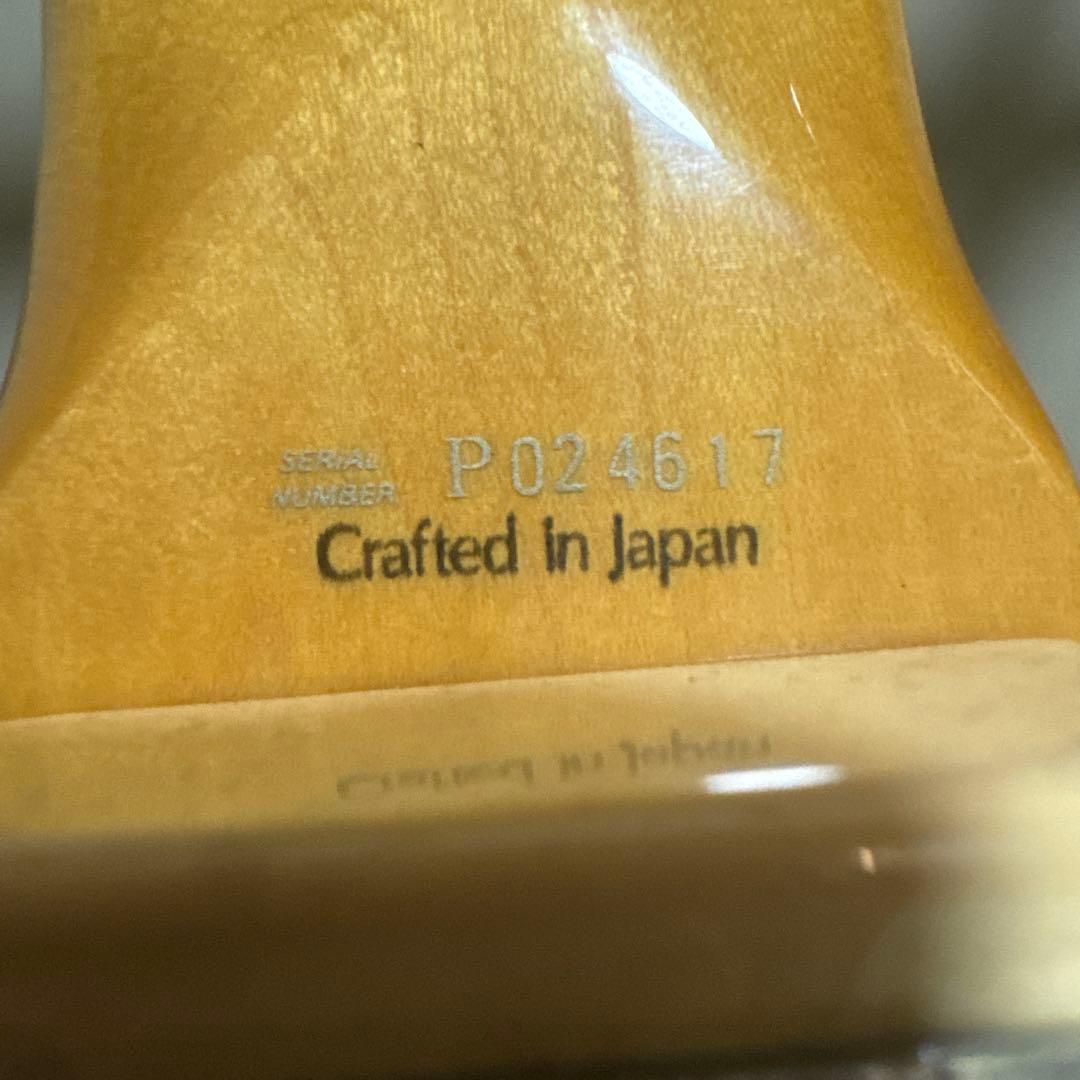 SERIAL
NUMBER P024617
Crafted in Japan